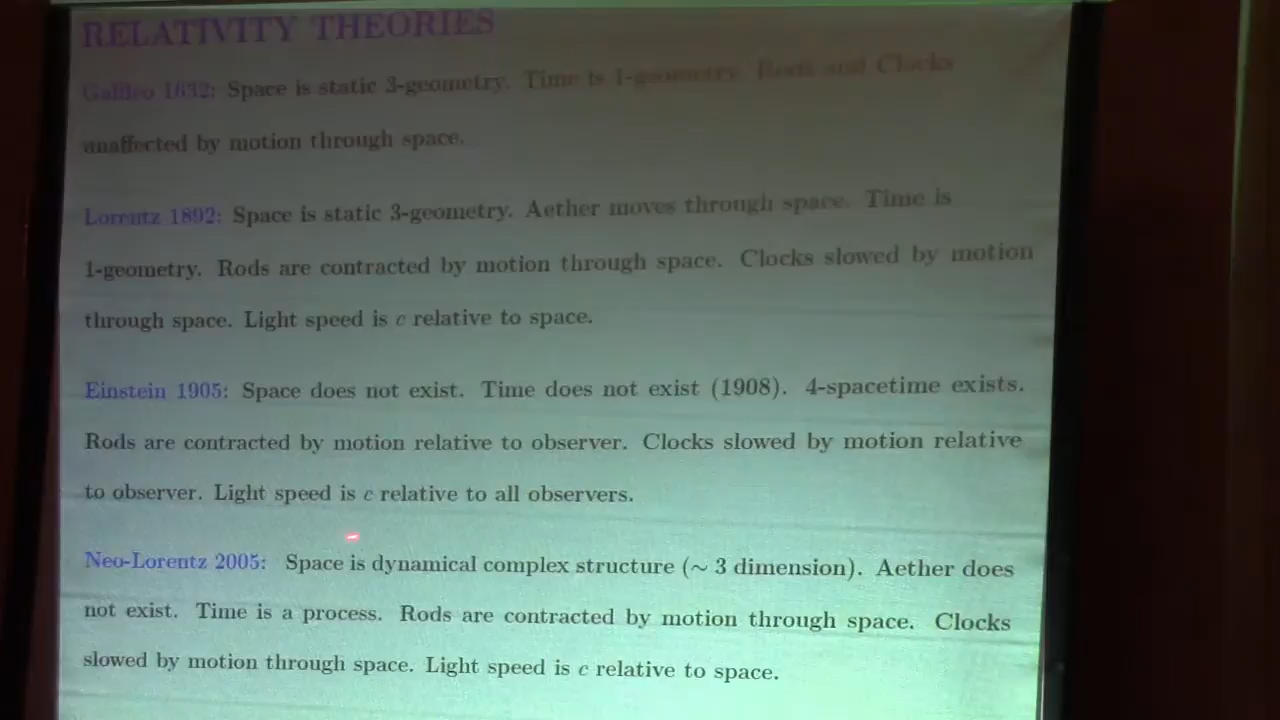 RELATIVITY THEORIES
Galileo 1632: Space is static 3-geometry. Time is 1-geometry. Rods and Clocks
unaffected by motion through space.
Lorentz 1892: Space is static 3-geometry. Aether moves through space. Time is
1-geometry. Rods are contracted by motion through space. Clocks slowed by motion
through space. Light speed is c relative to space.
Einstein 1905: Space does not exist. Time does not exist (1908). 4-spacetime exists.
Rods are contracted by motion relative to observer. Clocks slowed by motion relative
to observer. Light speed is c relative to all observers.
Neo-Lorentz 2005: Space is dynamical complex structure (~ 3 dimension). Aether does
not exist. Time is a process. Rods are contracted by motion through space. Clocks
slowed by motion through space. Light speed is c relative to space.